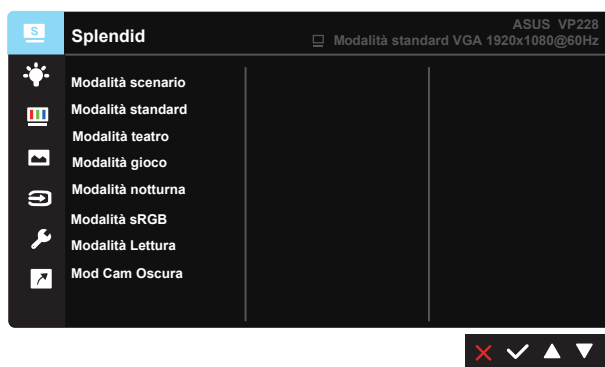 S
Splendid
ASUS VP228
Modalità standard VGA 1920x1080@60Hz
Modalità scenario
Modalità standard
Modalità teatro
Modalità gioco
Modalità notturna
Modalità sRGB
Modalità Lettura
Mod Cam Oscura